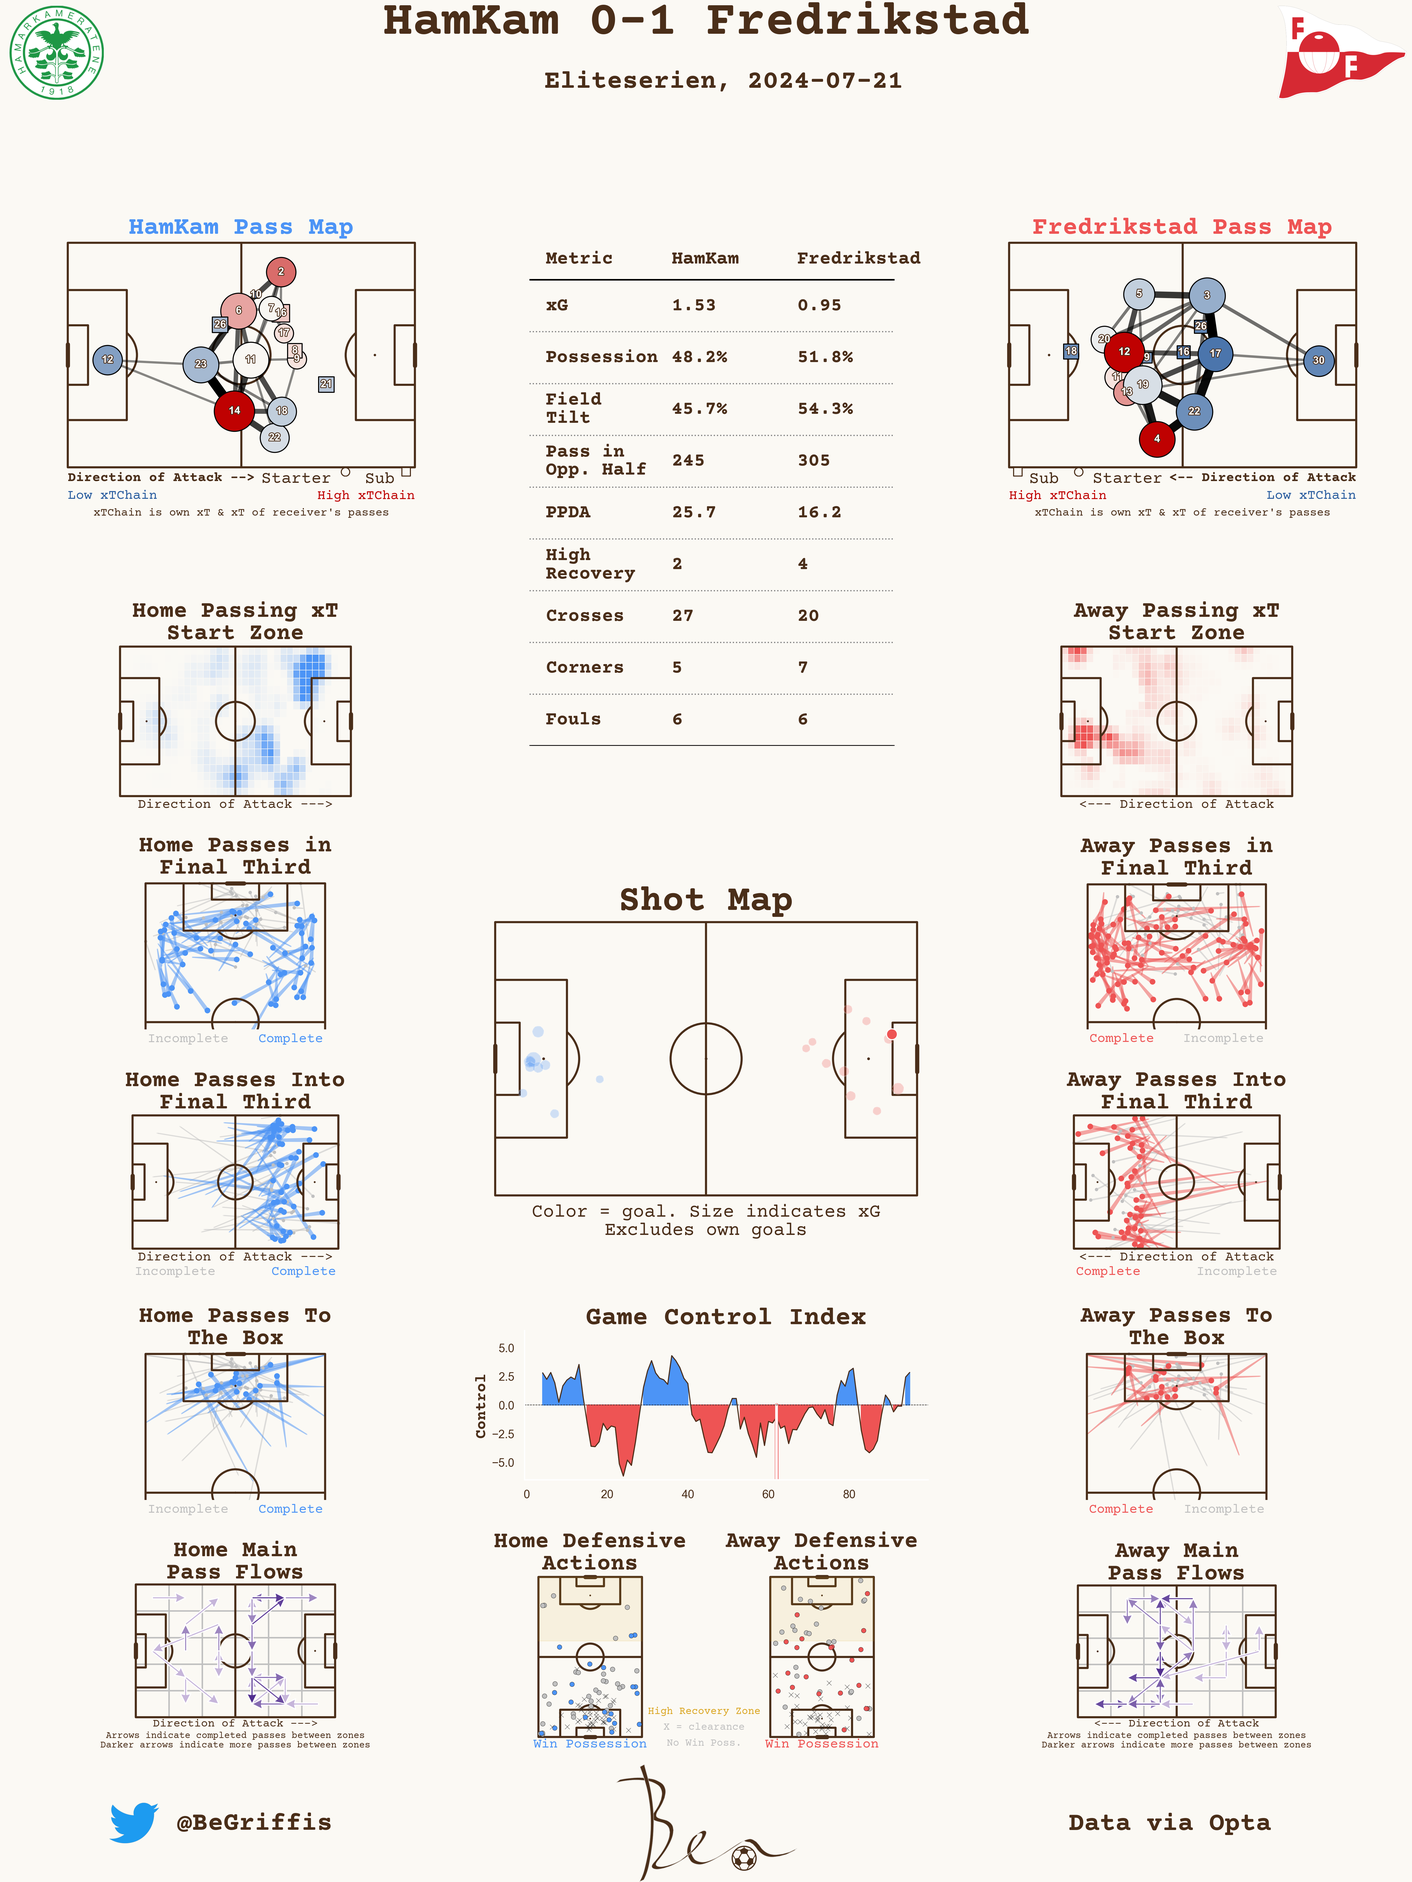 HamKam 0-1 Fredrikstad
Eliteserien, 2024-07-21
HAMARKAMERATENE
1918
F
F
HamKam Pass Map
2
10
6
7
16
26
17
8
9
12
23
11
21
14
18
22
Direction of Attack --> Starter Sub
Low xTChain High xTChain
xTChain is own xT & xT of receiver's passes
Metric HamKam Fredrikstad
xG 1.53 0.95
Possession 48.2% 51.8%
Field
Tilt 45.7% 54.3%
Pass in
Opp. Half 245 305
PPDA 25.7 16.2
High
Recovery 2 4
Crosses 27 20
Corners 5 7
Fouls 6 6
Fredrikstad Pass Map
5
3
26
20
18
12
9
16
17
30
11
13
19
22
4
Sub Starter <-- Direction of Attack
High xTChain Low xTChain
xTChain is own xT & xT of receiver's passes
Home Passing xT
Start Zone
Direction of Attack --->
Away Passing xT
Start Zone
<--- Direction of Attack
Home Passes in
Final Third
Incomplete Complete
Away Passes in
Final Third
Complete Incomplete
Shot Map
Color = goal. Size indicates xG
Excludes own goals
Home Passes Into
Final Third
Direction of Attack --->
Incomplete Complete
Away Passes Into
Final Third
<--- Direction of Attack
Complete Incomplete
Home Passes To
The Box
Incomplete Complete
Game Control Index
Control
5.0
2.5
0.0
−2.5
−5.0
0 20 40 60 80
Away Passes To
The Box
Complete Incomplete
Home Main
Pass Flows
Direction of Attack --->
Arrows indicate completed passes between zones
Darker arrows indicate more passes between zones
Home Defensive
Actions
Win Possession
Away Defensive
Actions
Win Possession
High Recovery Zone
X = clearance
No Win Poss.
Away Main
Pass Flows
<--- Direction of Attack
Arrows indicate completed passes between zones
Darker arrows indicate more passes between zones
@BeGriffis
Ben
Data via Opta